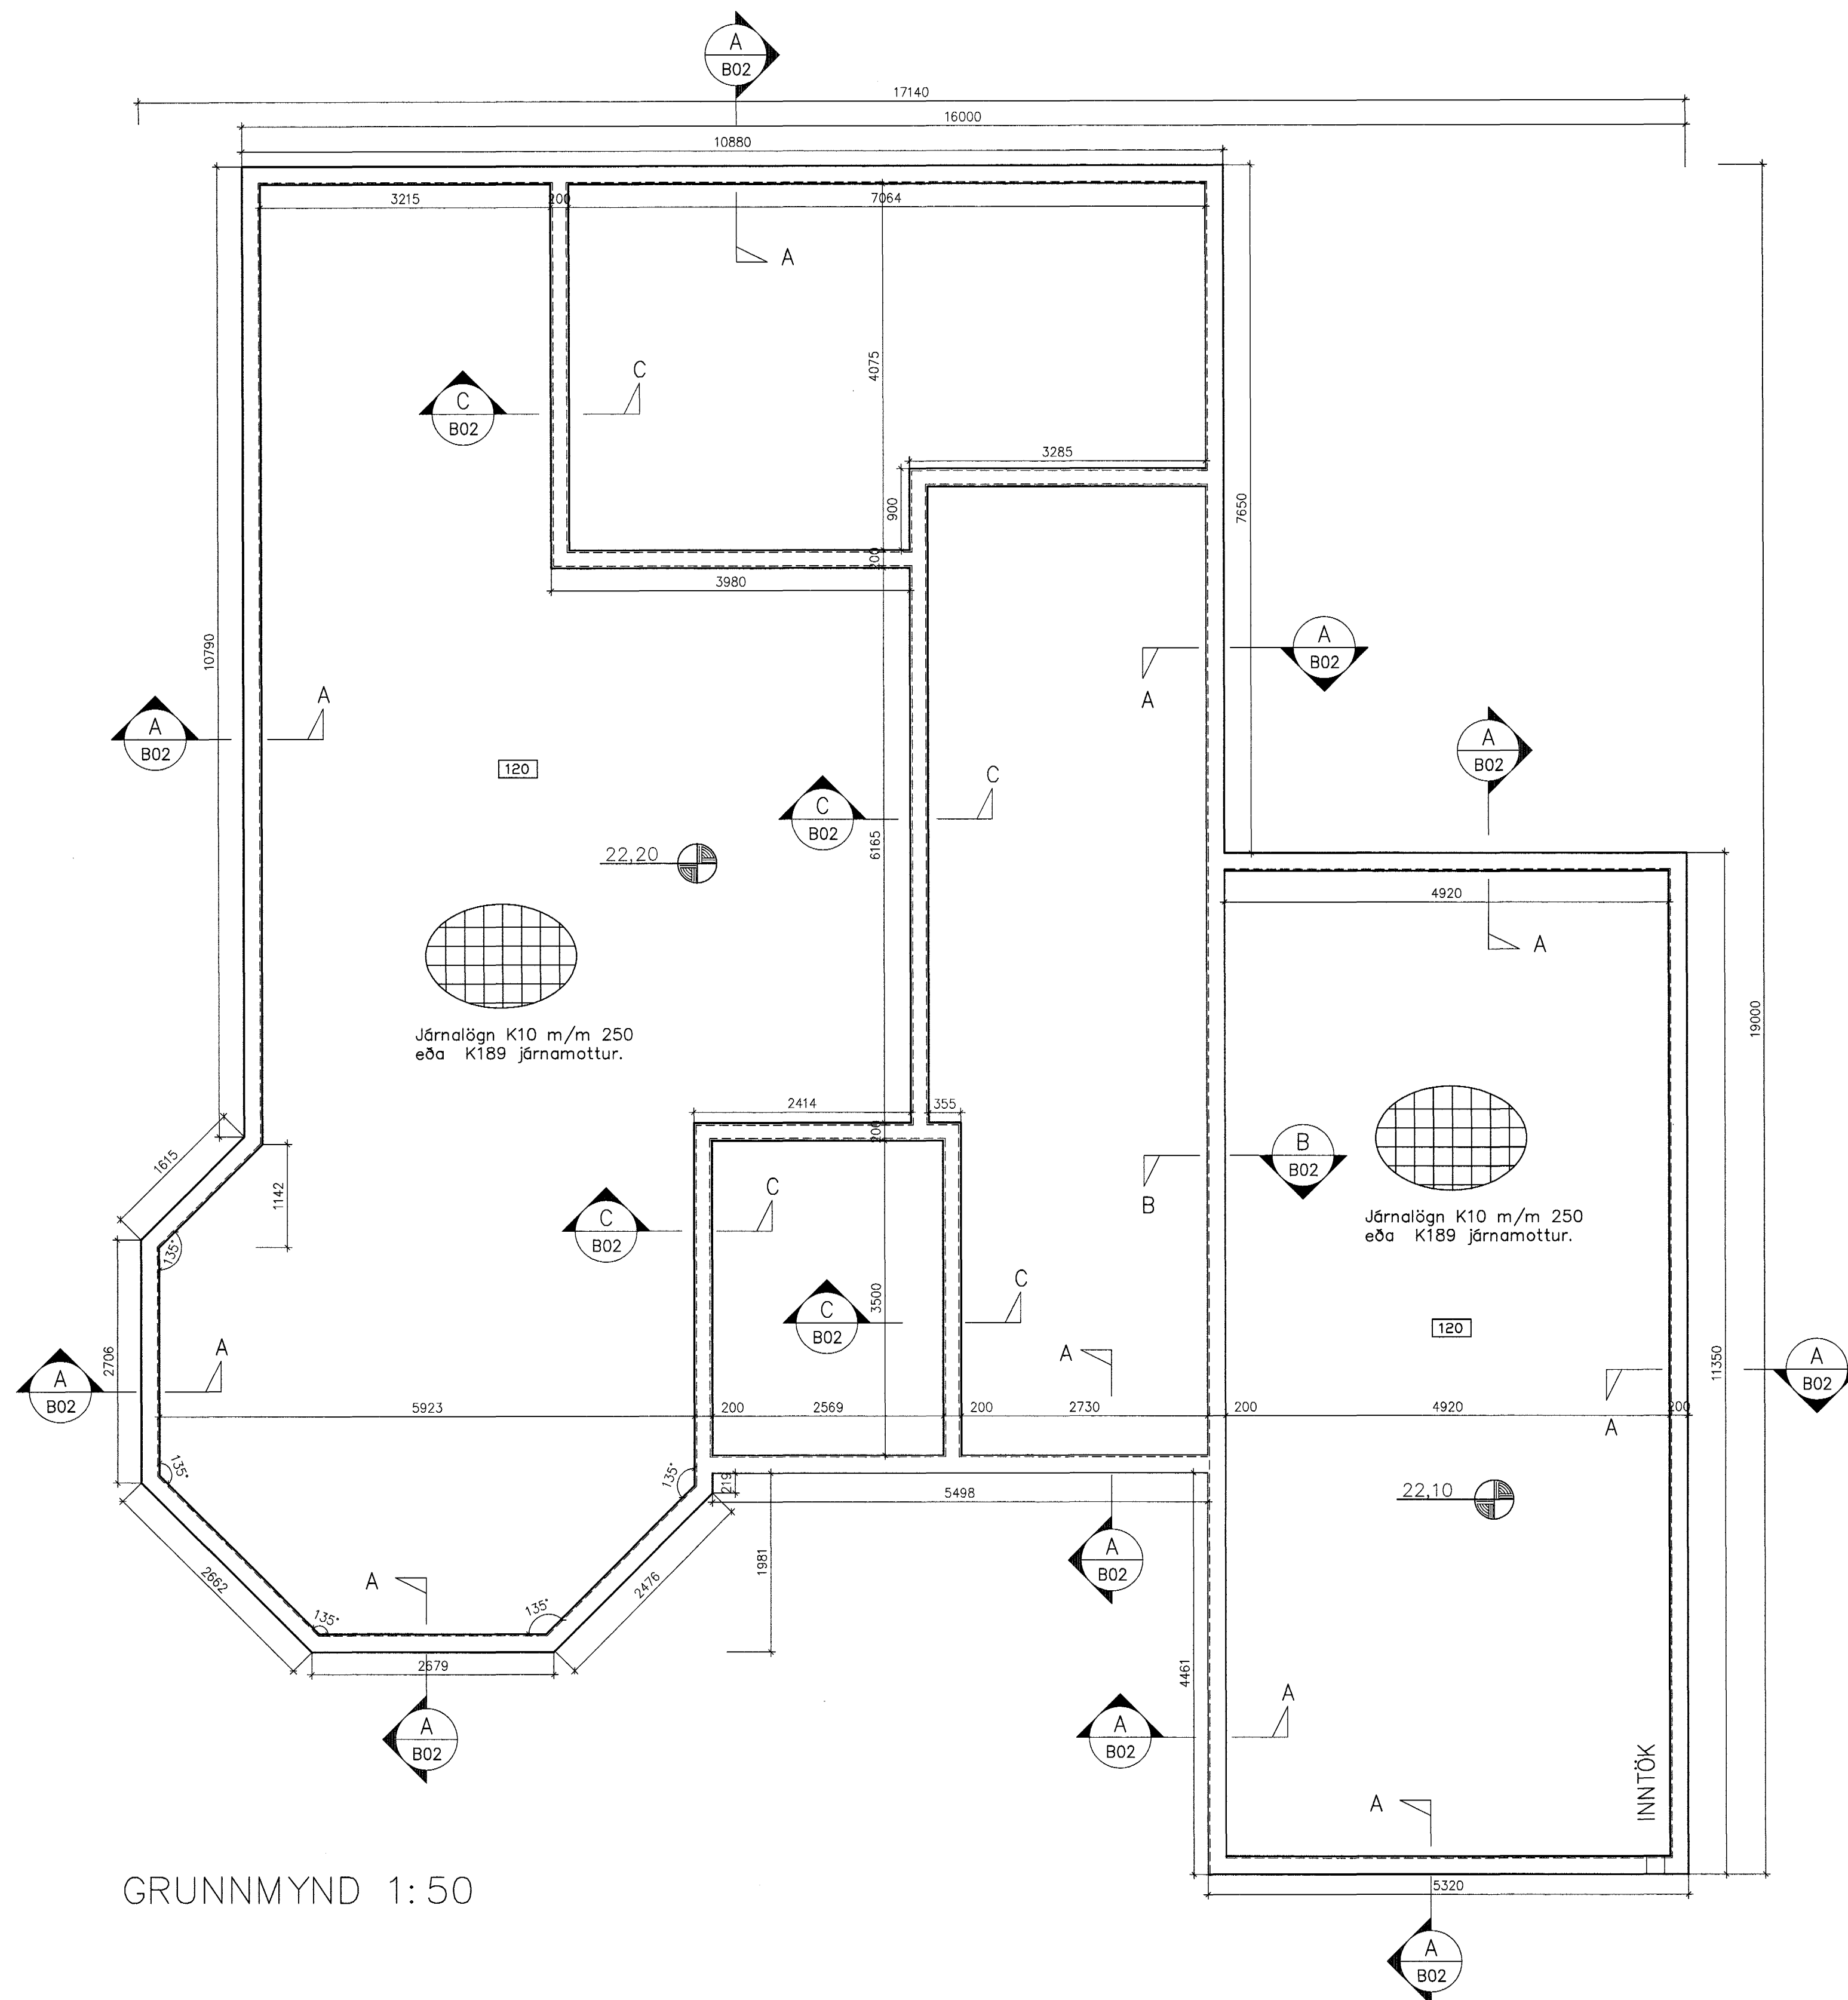 A
B02
17140
16000
10880
3215 200 7064
A
4075
C
C
B02
3285
900
7650
200
3980
10790
A
B02
A
A
A
B02
A
B02
120
C
C
B02
6165
22,20
4920
A
19000
Járnalögn K10 m/m 250
eða K189 járnamottur.
2414
355
200
1615
1142
B
B02
B
C
C
B02
Járnalögn K10 m/m 250
eða K189 járnamottur.
135°
3500
C
C
B02
120
2706
A
A
B02
A
11350
A
B02
A
5923 200 2569 200 2730 200 4920 200
135°
135°
219
5498
22,10
1981
A
B02
A
2662
2476
135°
135°
2679
4461
A
B02
A
A
B02
INNTÖK
A
GRUNNMYND 1:50
5320
A
B02